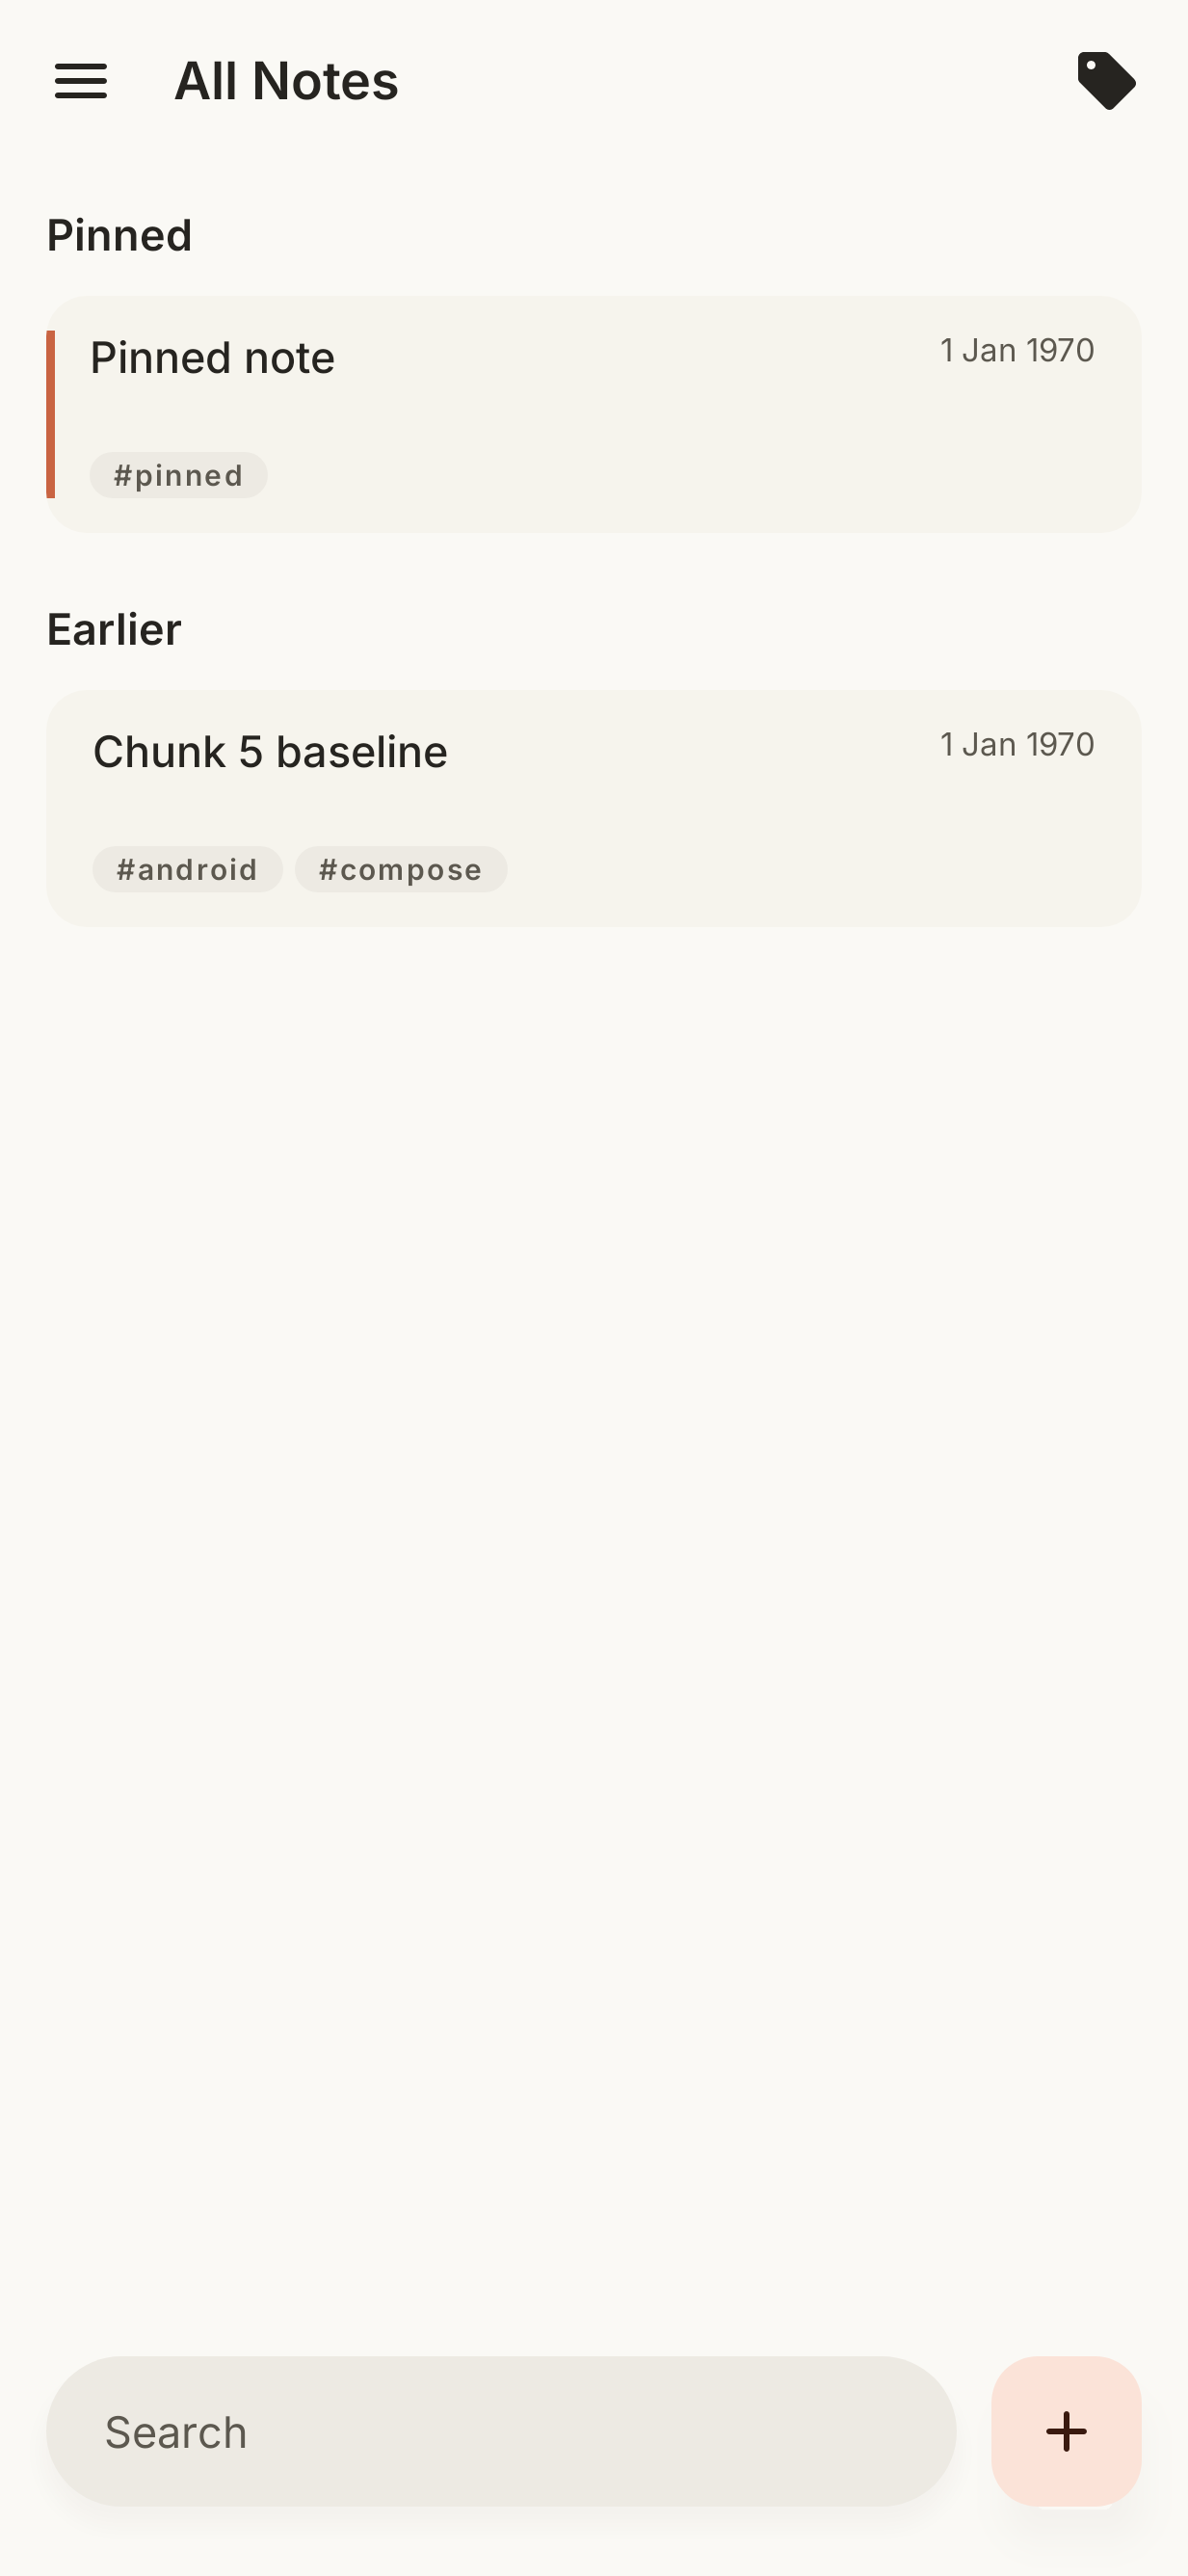 All Notes
Pinned
Pinned note 1 Jan 1970
#pinned
Earlier
Chunk 5 baseline 1 Jan 1970
#android #compose
Search